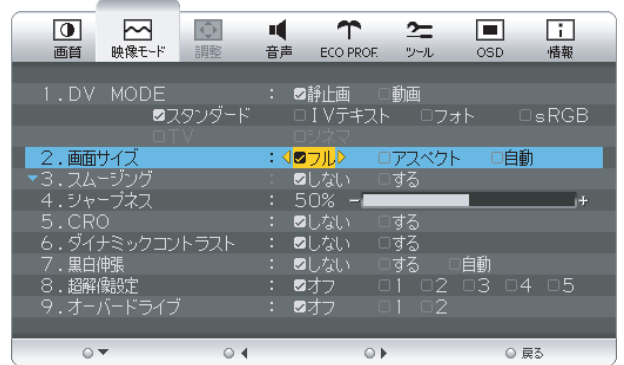 画質 映像モード 調整 音声 ECO PROF. ツール OSD 情報
1.DV MODE : ☑静止画 □動画
☑スタンダード □IVテキスト □フォト □sRGB
□TV □シネマ
2.画面サイズ : ☑フル □アスペクト □自動
3.スムージング : ☑しない □する
4.シャープネス : 50% - +
5.CRO : ☑しない □する
6.ダイナミックコントラスト : ☑しない □する
7.黒白伸張 : ☑しない □する □自動
8.超解像設定 : ☑オフ □1 □2 □3 □4 □5
9.オーバードライブ : ☑オフ □1 □2
戻る